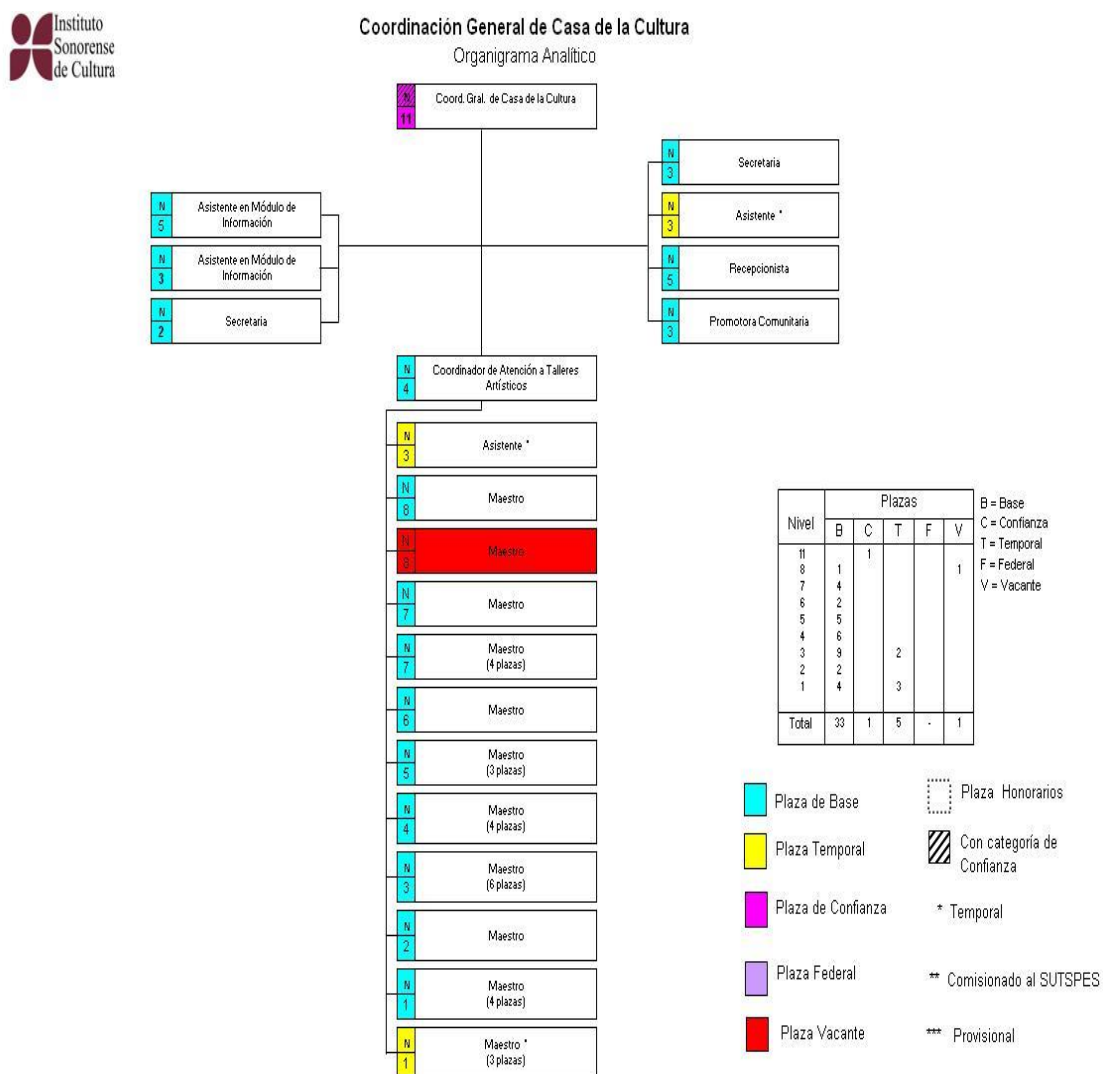 Instituto
Sonorense
de Cultura
Coordinación General de Casa de la Cultura
Organigrama Analítico
N
11
Coord. Gral. de Casa de la Cultura
N
3
Secretaria
N
3
Asistente *
N
5
Recepcionista
N
3
Promotora Comunitaria
N
5
Asistente en Módulo de
Información
N
3
Asistente en Módulo de
Información
N
2
Secretaria
N
4
Coordinador de Atención a Talleres
Artísticos
N
3
Asistente *
N
8
Maestro
N
8
Maestro
N
7
Maestro
N
7
Maestro
(4 plazas)
N
6
Maestro
N
5
Maestro
(3 plazas)
N
4
Maestro
(4 plazas)
N
3
Maestro
(6 plazas)
N
2
Maestro
N
1
Maestro
(4 plazas)
N
1
Maestro *
(3 plazas)
Nivel Plazas
B C T F V
11 1
8 1 1
7 4
6 2
5 5
4 6
3 9 2
2 2
1 4 3
Total 33 1 5 - 1
B = Base
C = Confianza
T = Temporal
F = Federal
V = Vacante
Plaza de Base
Plaza Temporal
Plaza de Confianza
Plaza Federal
Plaza Vacante
Plaza Honorarios
Con categoría de
Confianza
* Temporal
** Comisionado al SUTSPES
*** Provisional